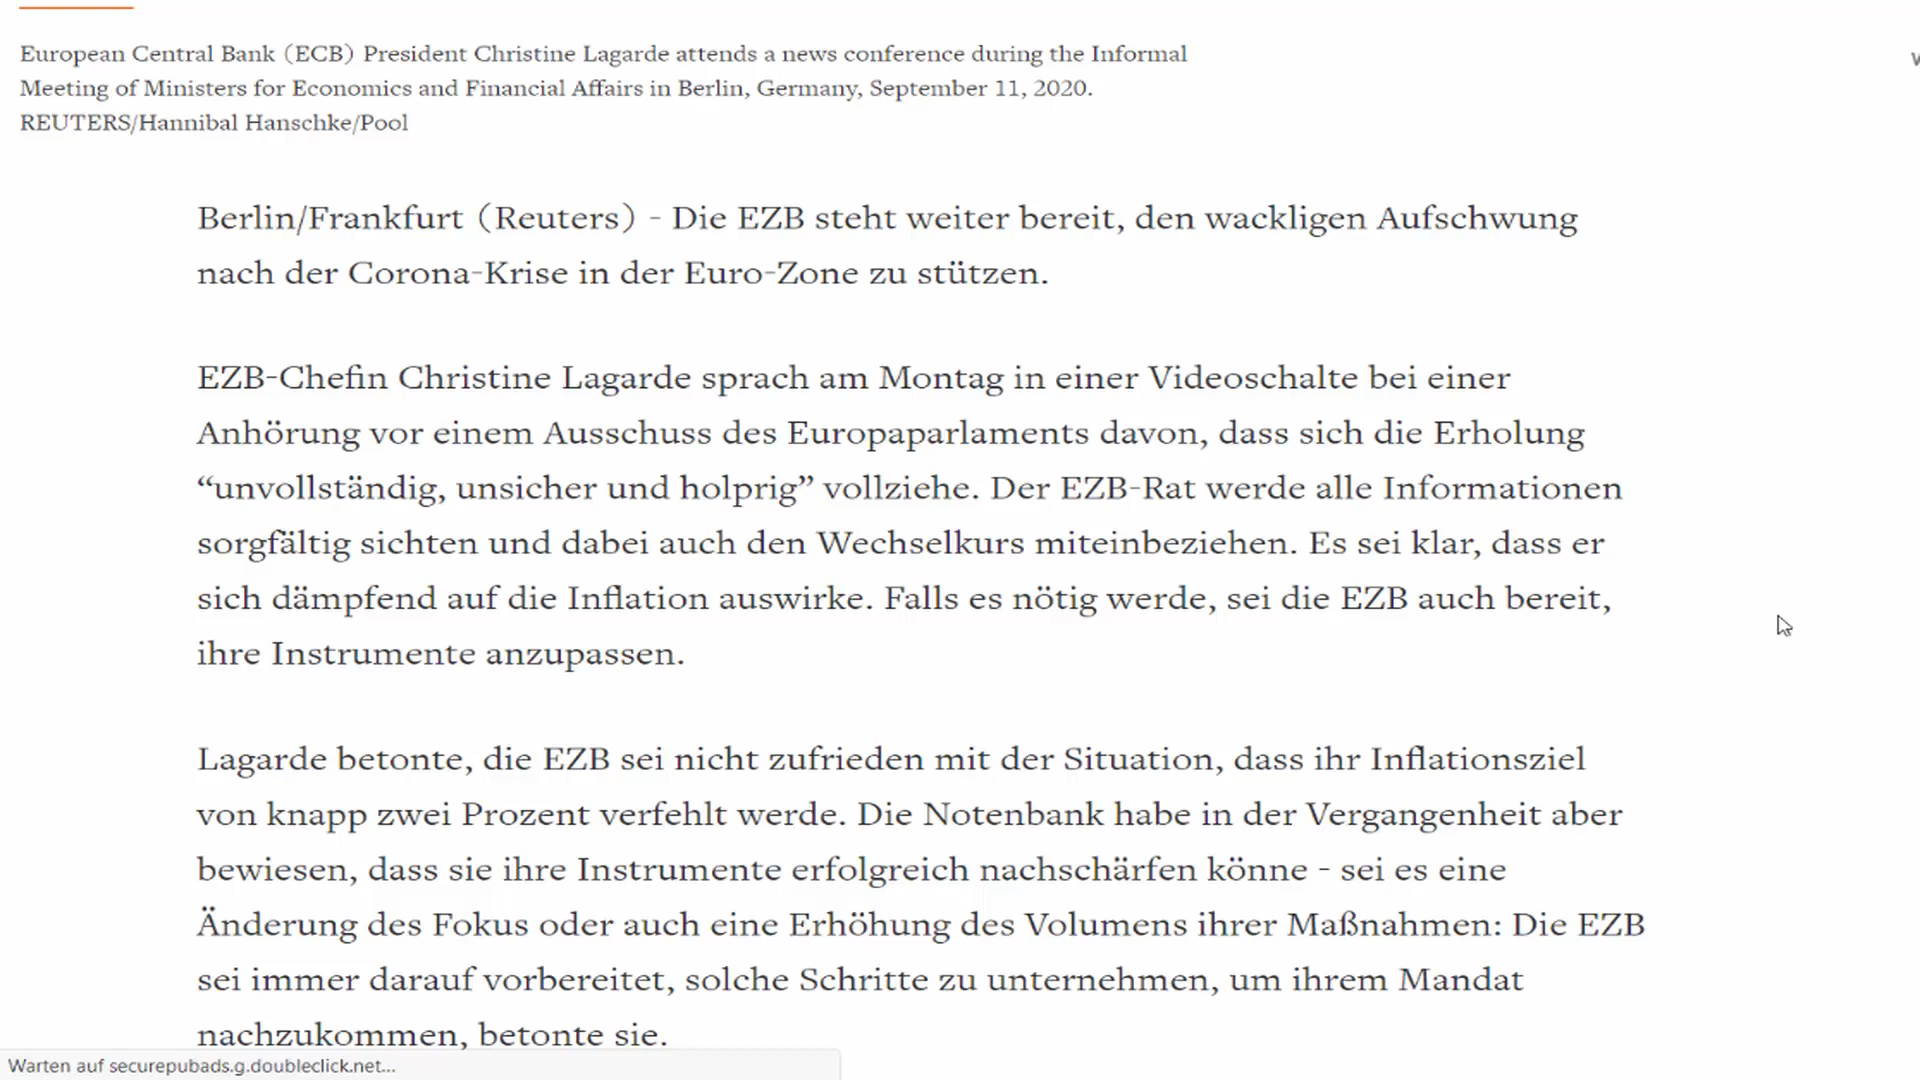 European Central Bank (ECB) President Christine Lagarde attends a news conference during the Informal
Meeting of Ministers for Economics and Financial Affairs in Berlin, Germany, September 11, 2020.
REUTERS/Hannibal Hanschke/Pool
Berlin/Frankfurt (Reuters) - Die EZB steht weiter bereit, den wackligen Aufschwung
nach der Corona-Krise in der Euro-Zone zu stützen.
EZB-Chefin Christine Lagarde sprach am Montag in einer Videoschalte bei einer
Anhörung vor einem Ausschuss des Europaparlaments davon, dass sich die Erholung
“unvollständig, unsicher und holprig” vollziehe. Der EZB-Rat werde alle Informationen
sorgfältig sichten und dabei auch den Wechselkurs miteinbeziehen. Es sei klar, dass er
sich dämpfend auf die Inflation auswirke. Falls es nötig werde, sei die EZB auch bereit,
ihre Instrumente anzupassen.
Lagarde betonte, die EZB sei nicht zufrieden mit der Situation, dass ihr Inflationsziel
von knapp zwei Prozent verfehlt werde. Die Notenbank habe in der Vergangenheit aber
bewiesen, dass sie ihre Instrumente erfolgreich nachschärfen könne - sei es eine
Änderung des Fokus oder auch eine Erhöhung des Volumens ihrer Maßnahmen: Die EZB
sei immer darauf vorbereitet, solche Schritte zu unternehmen, um ihrem Mandat
nachzukommen, betonte sie.
Warten auf securepubads.g.doubleclick.net...